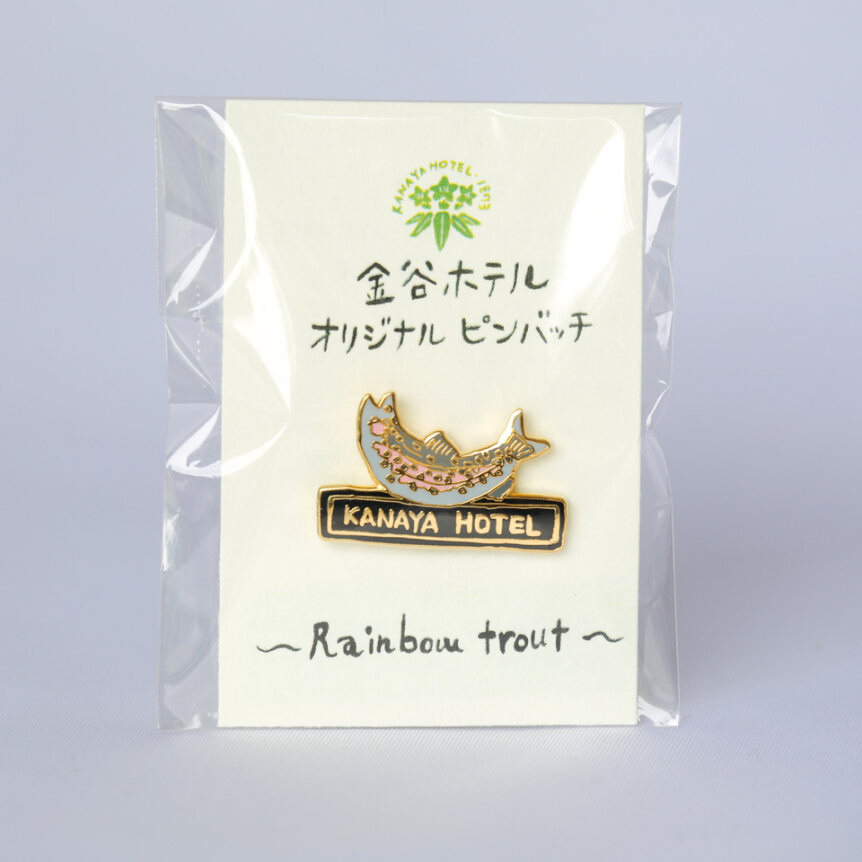 KANAYA HOTEL・1873
金谷ホテル
オリジナル ピンバッチ
KANAYA HOTEL
~Rainbow trout~